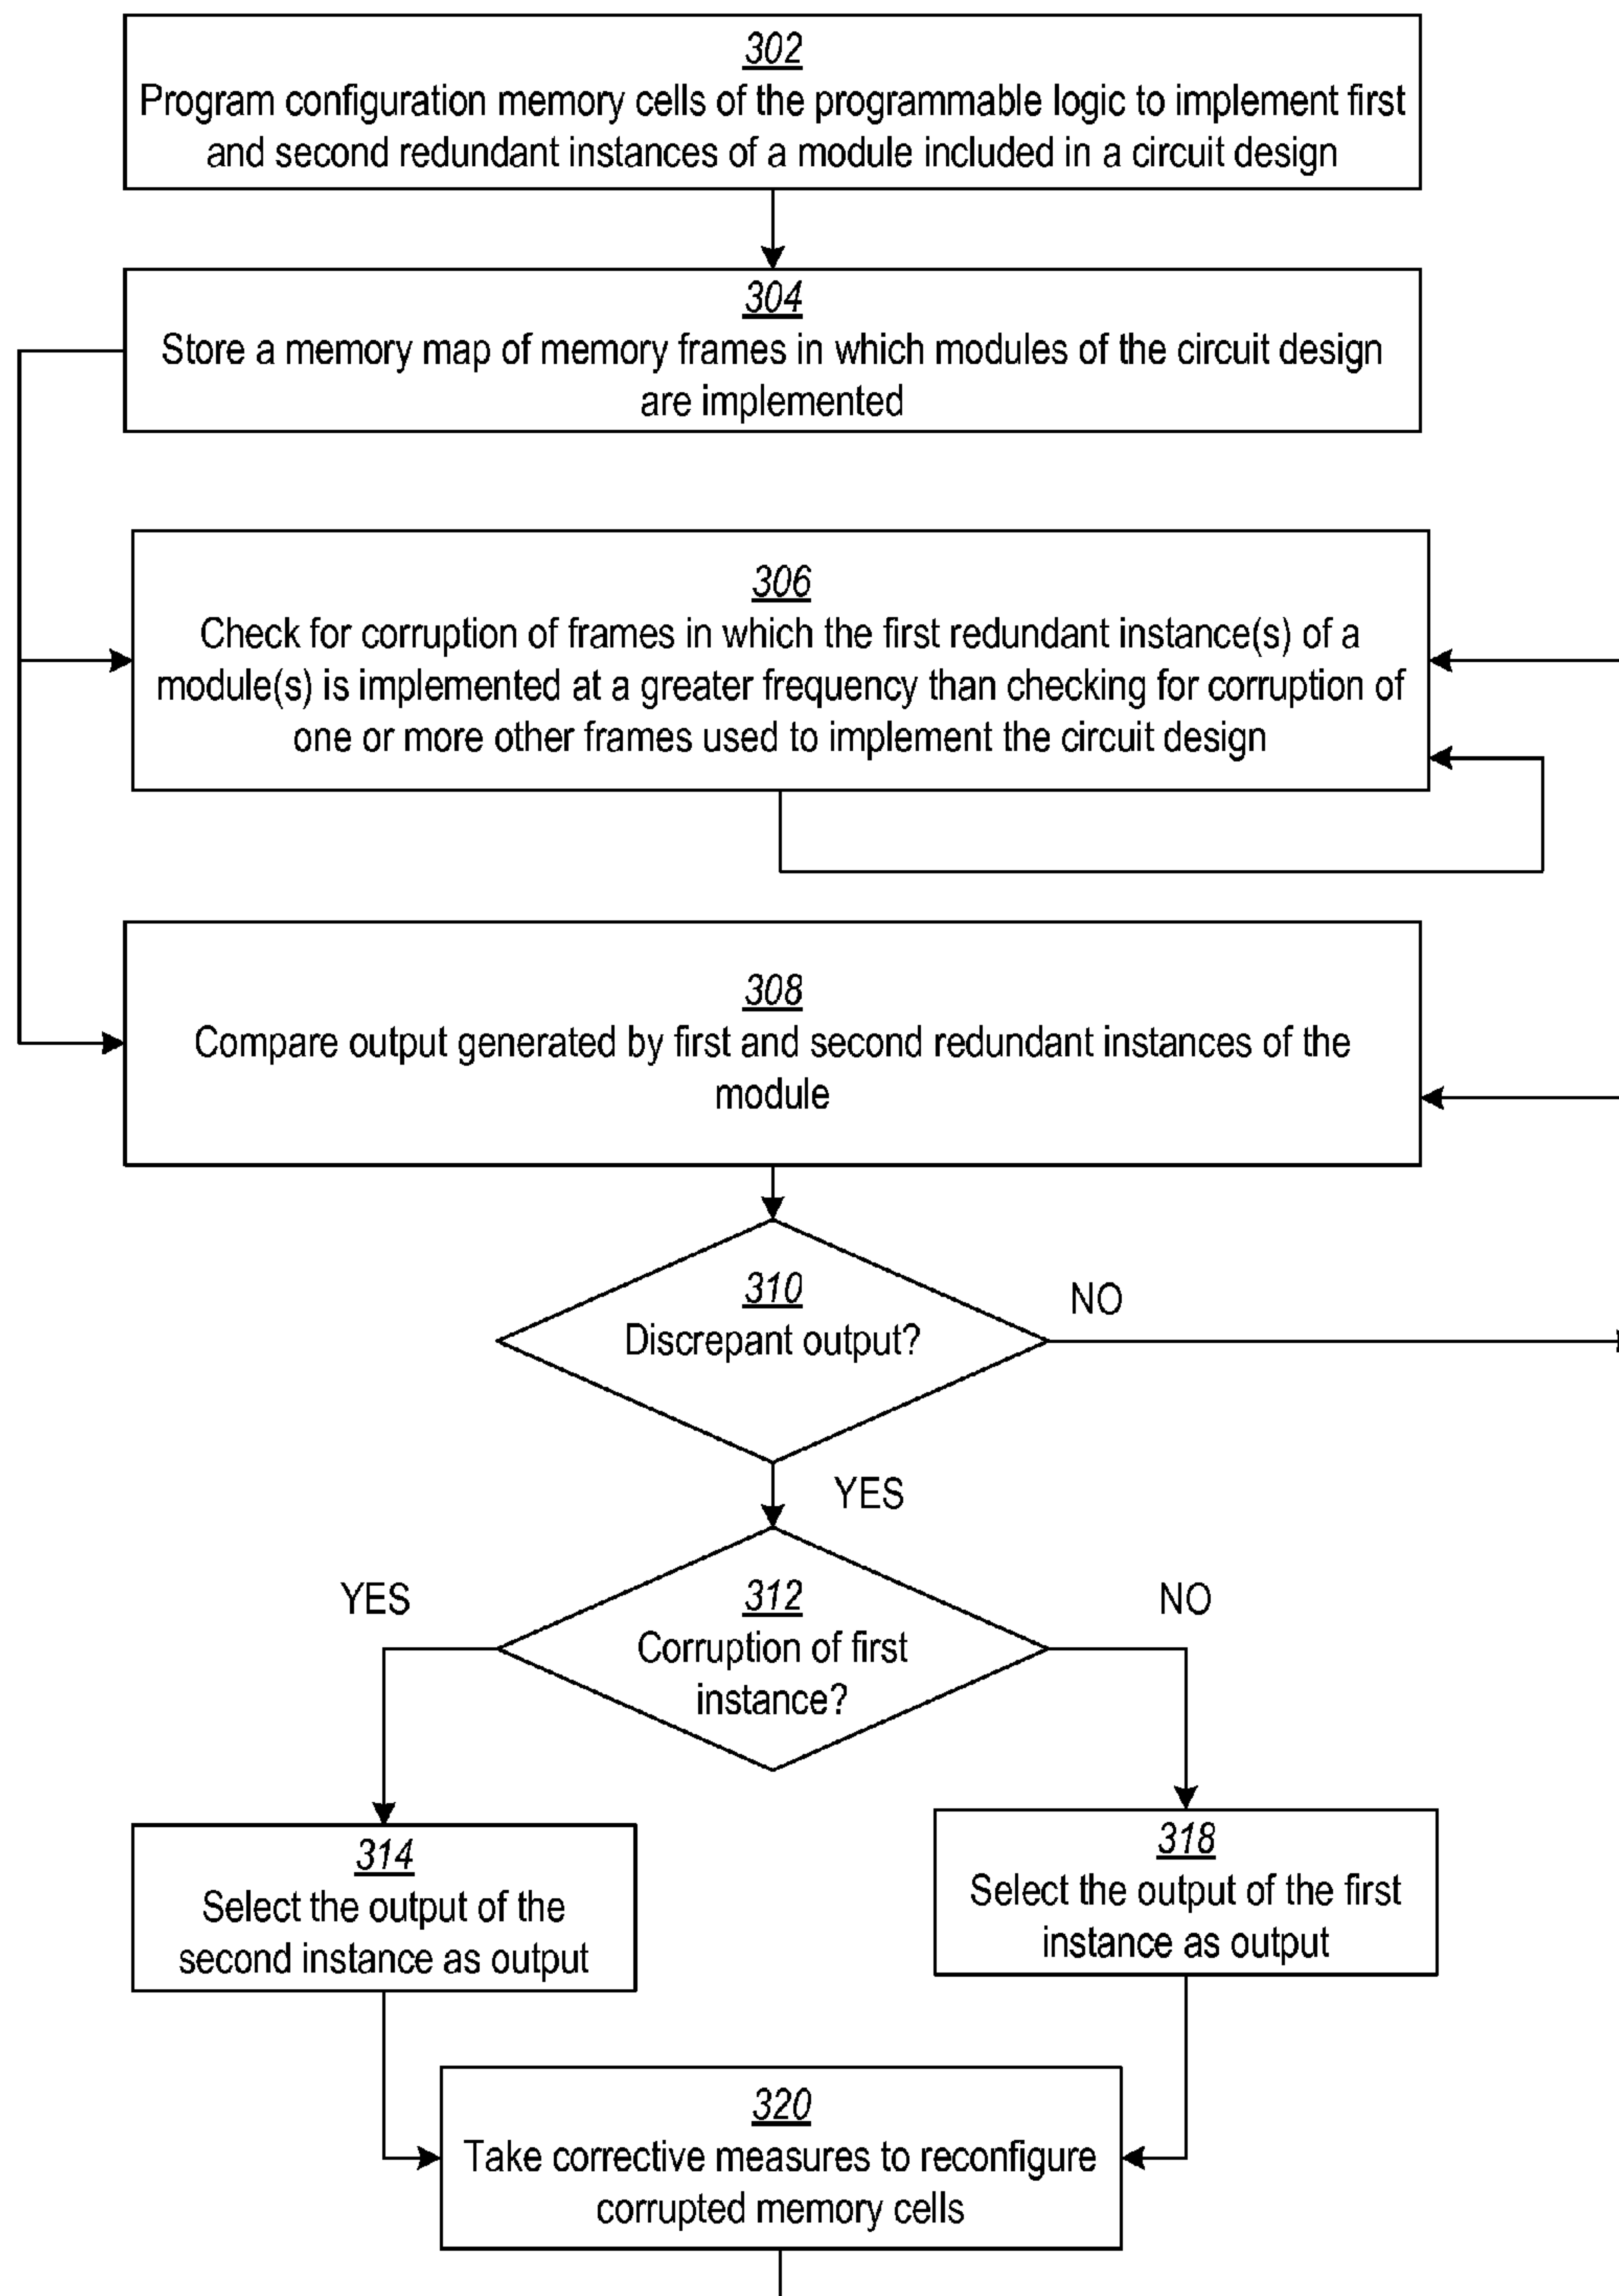 302
Program configuration memory cells of the programmable logic to implement first
and second redundant instances of a module included in a circuit design
304
Store a memory map of memory frames in which modules of the circuit design
are implemented
306
Check for corruption of frames in which the first redundant instance(s) of a
module(s) is implemented at a greater frequency than checking for corruption of
one or more other frames used to implement the circuit design
308
Compare output generated by first and second redundant instances of the
module
310
Discrepant output?
NO
YES
312
Corruption of first
instance?
YES
NO
314
Select the output of the
second instance as output
318
Select the output of the first
instance as output
320
Take corrective measures to reconfigure
corrupted memory cells